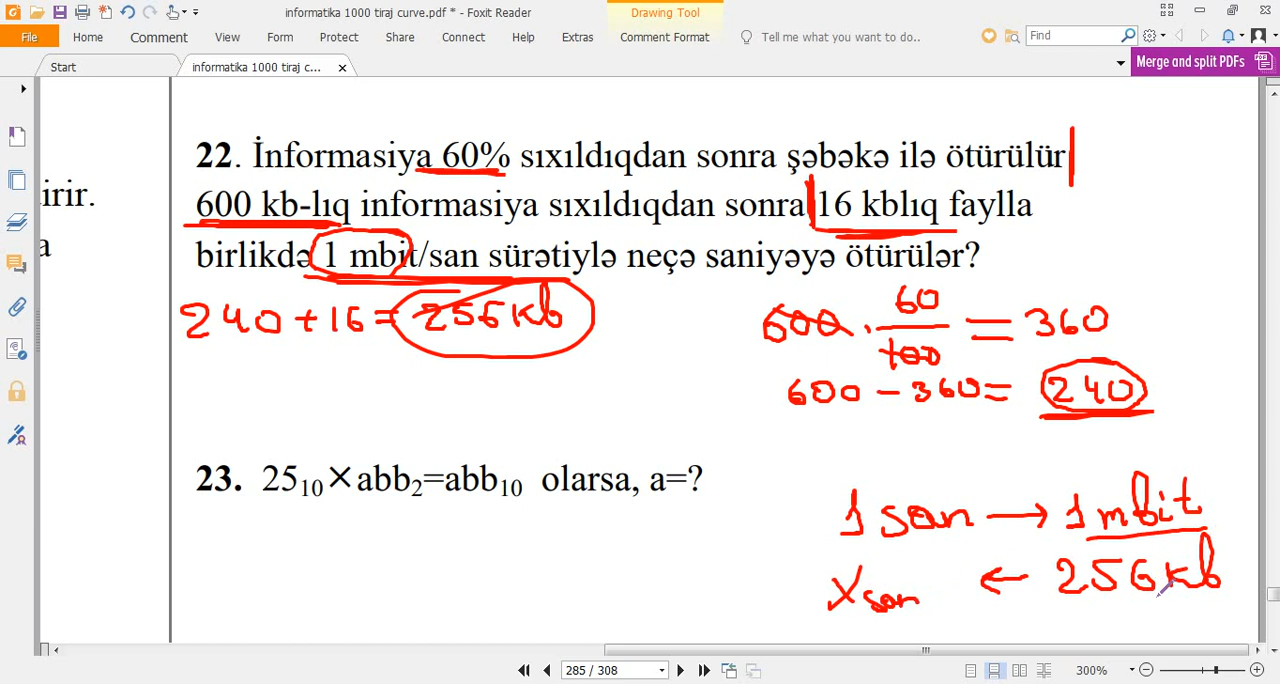 informatika 1000 tiraj curve.pdf * - Foxit Reader
Drawing Tool
File Home Comment View Form Protect Share Connect Help Extras Comment Format Tell me what you want to do.. Find
Start informatika 1000 tiraj c... Merge and split PDFs
irir.
a
22. İnformasiya 60% sıxıldıqdan sonra şəbəkə ilə ötürülür
600 kb-lıq informasiya sıxıldıqdan sonra 16 kblıq faylla
birlikdə 1 mbit/san sürətiylə neçə saniyəyə ötürülər?
240 + 16 = 256 kb
600 . 60/100 = 360
600 - 360 = 240
23. 25₁₀×abb₂=abb₁₀ olarsa, a=?
1 san → 1 mbit
X san ← 256 kb
285 / 308 300%